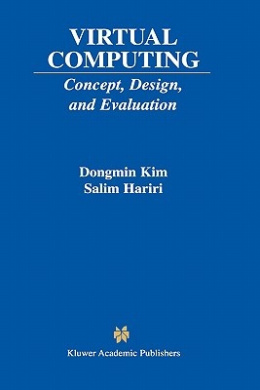 VIRTUAL
COMPUTING
Concept, Design,
and Evaluation
Dongmin Kim
Salim Hariri
Kluwer Academic Publishers